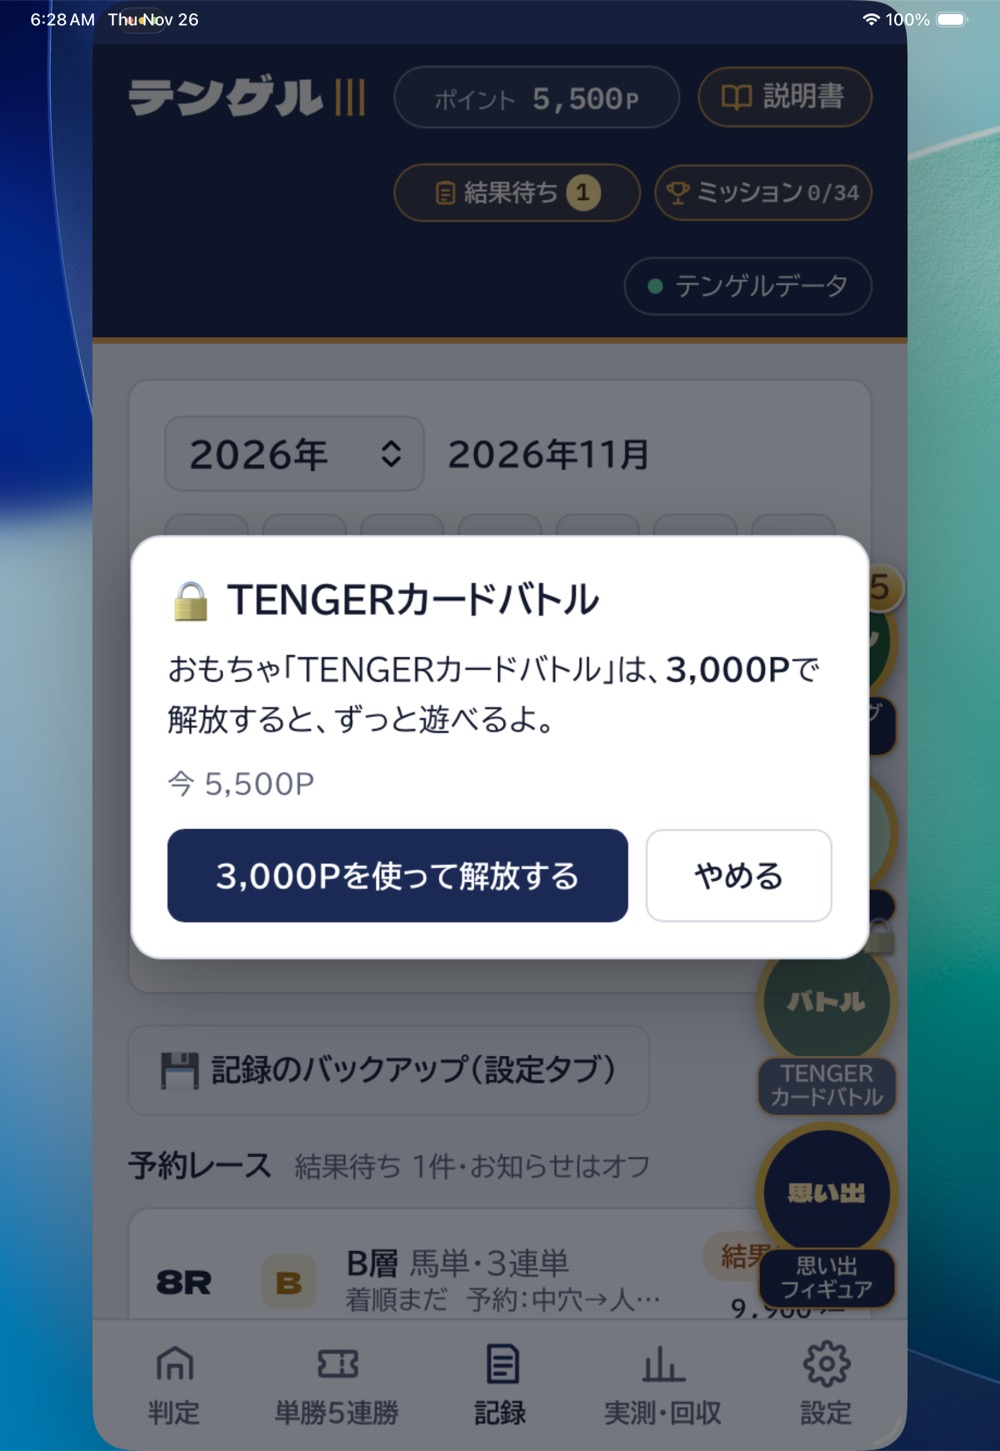 6:28 AM Thu Nov 26
100%
テンゲル
ポイント 5,500P
説明書
結果待ち 1
ミッション 0/34
テンゲルデータ
2026年
2026年11月
5
🔒 TENGERカードバトル
おもちゃ「TENGERカードバトル」は、3,000Pで
解放すると、ずっと遊べるよ。
今 5,500P
3,000Pを使って解放する
やめる
バトル
TENGER
カードバトル
💾 記録のバックアップ(設定タブ)
予約レース 結果待ち 1件・お知らせはオフ
思い出
思い出
フィギュア
8R
B
B層 馬単・3連単
着順まだ 予約:中穴→人…
結果
判定
単勝5連勝
記録
実測・回収
設定